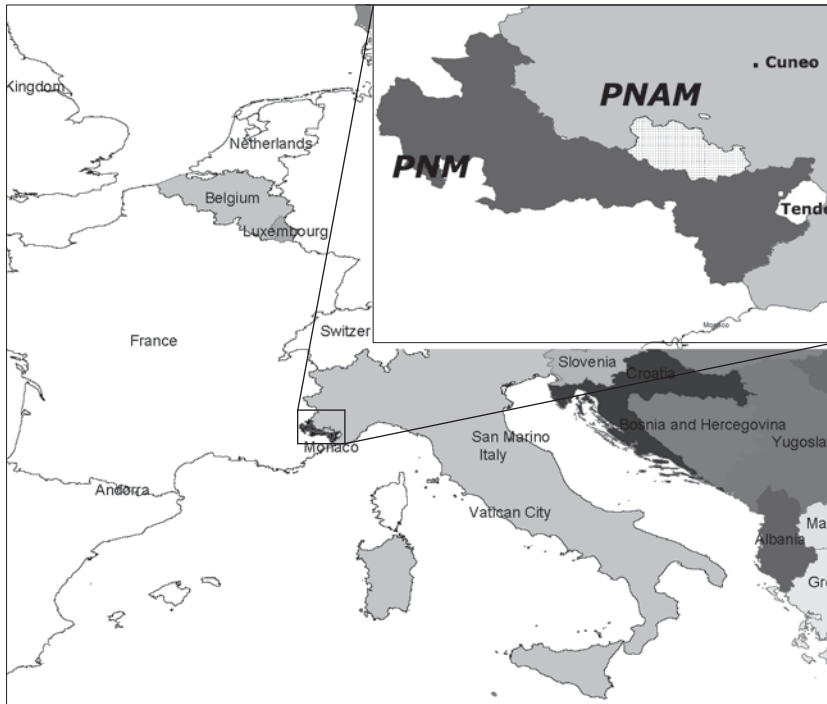 Kingdom
Netherlands
Belgium
Luxembourg
France
Switzer
Monaco
Andorra
San Marino
Italy
Vatican City
Slovenia
Croatia
Bosnia and Hercegovina
Yugosla
Albania
Ma
Gre
PNAM
PNM
Cuneo
Tende
Monaco